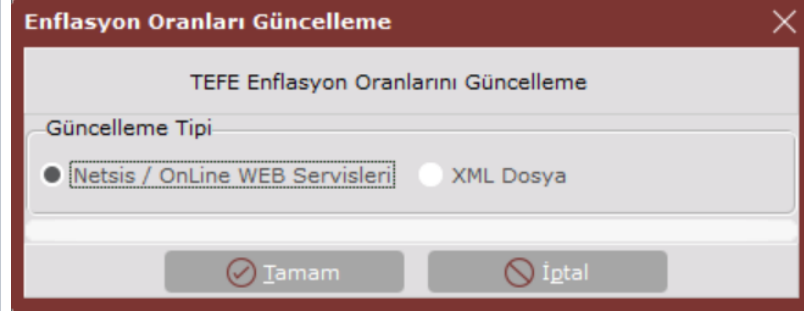 Enflasyon Oranları Güncelleme
TEFE Enflasyon Oranlarını Güncelleme
Güncelleme Tipi
Netsis / OnLine WEB Servisleri XML Dosya
Tamam İptal